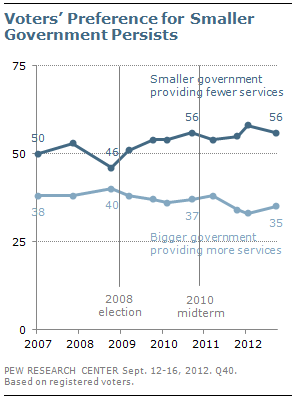 Voters' Preference for Smaller
Government Persists
75
Smaller government
providing fewer services
50
46
56
56
50
38
40
37
35
Bigger government
providing more services
25
2008
election
2010
midterm
0
2007 2008 2009 2010 2011 2012
PEW RESEARCH CENTER Sept. 12-16, 2012. Q40.
Based on registered voters.